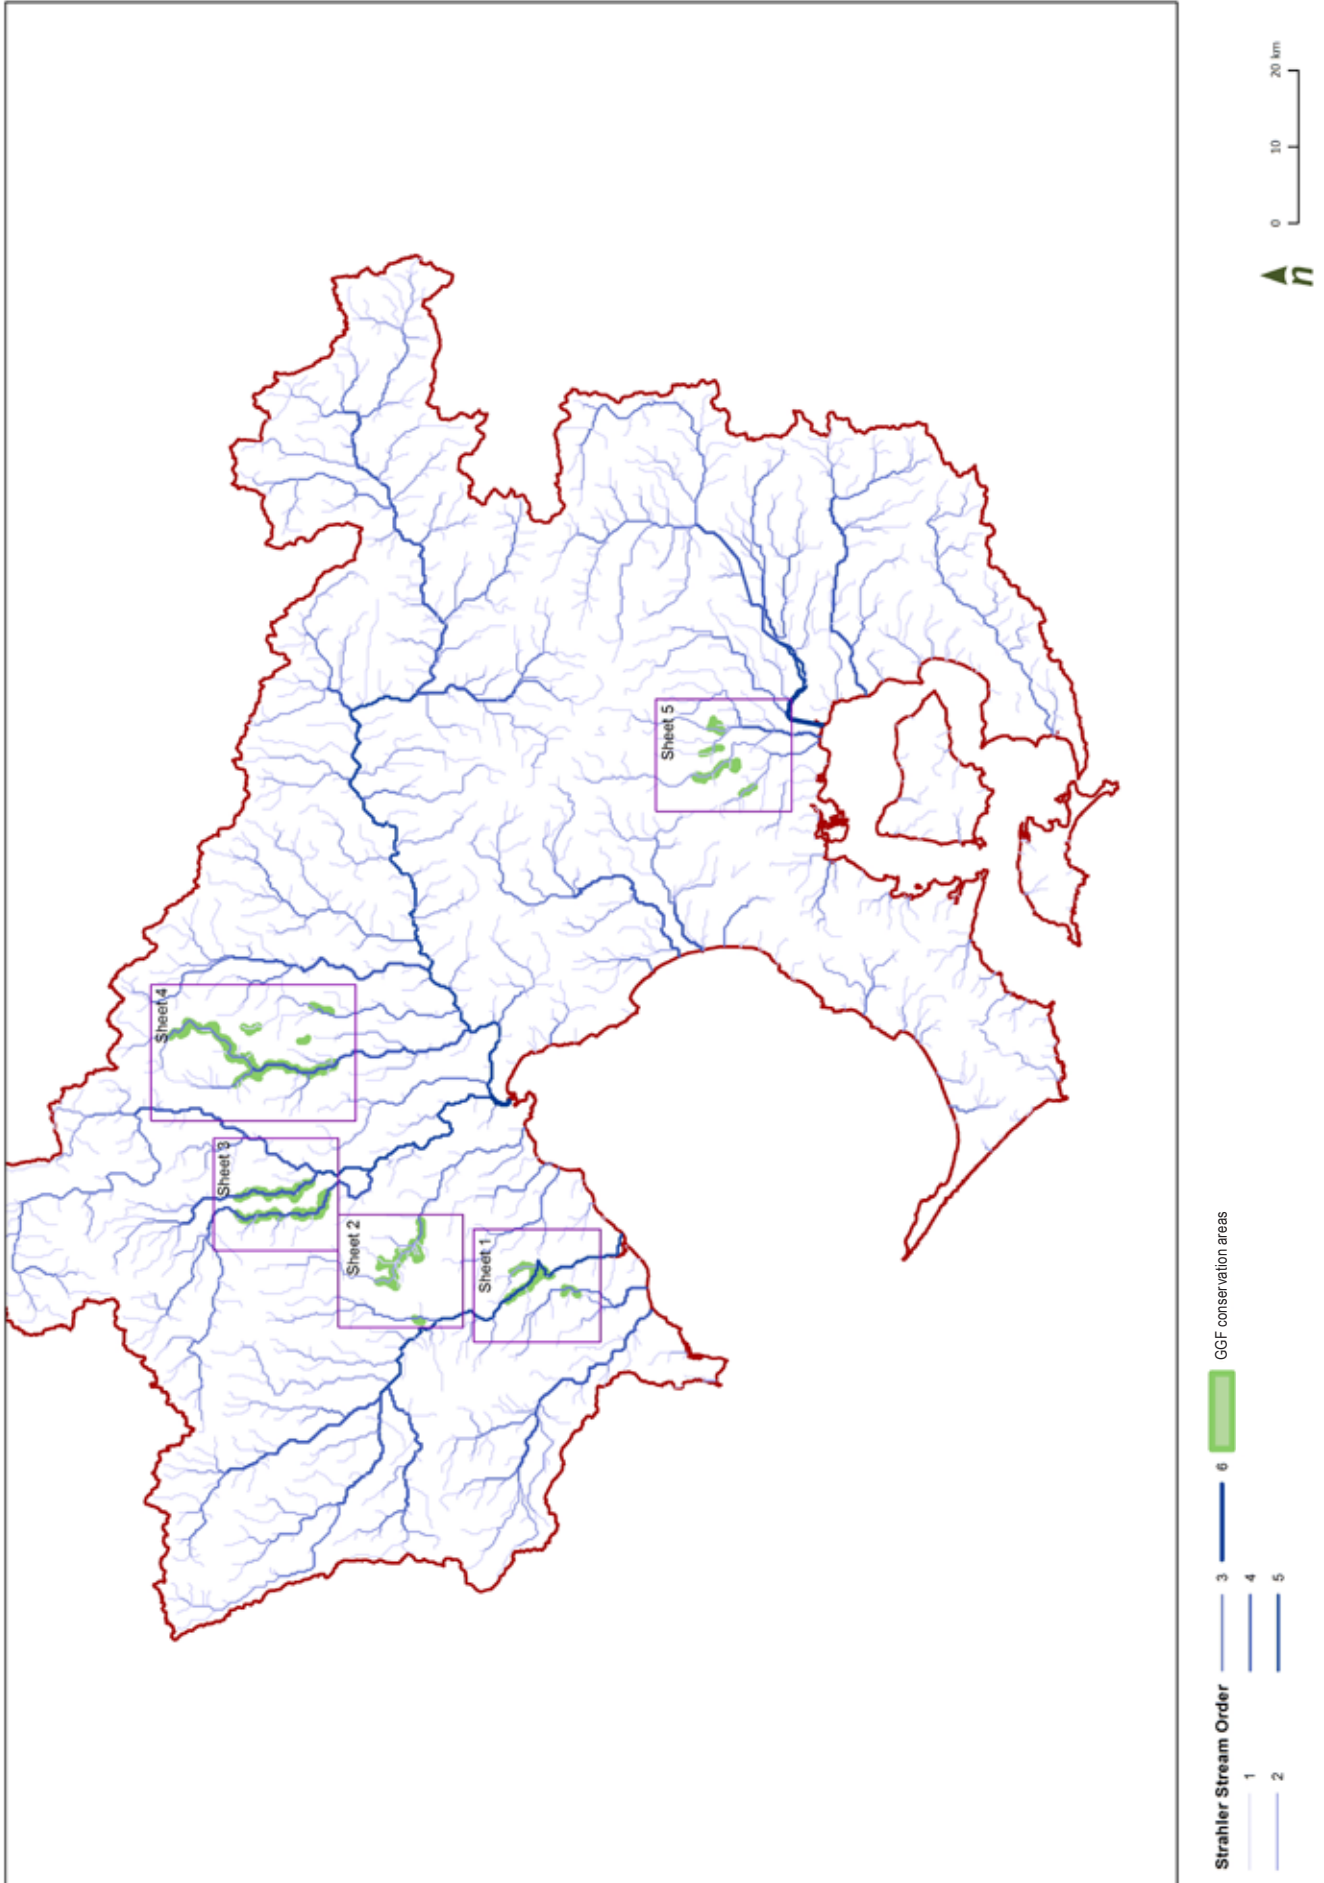 Sheet 4
Sheet 3
Sheet 2
Sheet 1
Sheet 5
Strahler Stream Order
1
2
3
4
5
6
GGF conservation areas
n
0 10 20 km